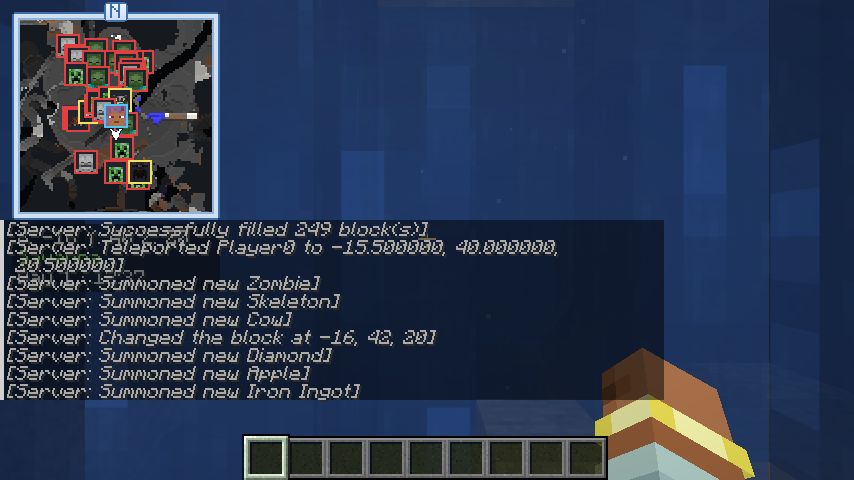 N
[Server: Successfully filled 249 block(s)]
[Server: Teleported Player0 to -15.500000, 40.000000,
20.500000]
[Server: Summoned new Zombie]
[Server: Summoned new Skeleton]
[Server: Summoned new Cow]
[Server: Changed the block at -16, 42, 20]
[Server: Summoned new Diamond]
[Server: Summoned new Apple]
[Server: Summoned new Iron Ingot]